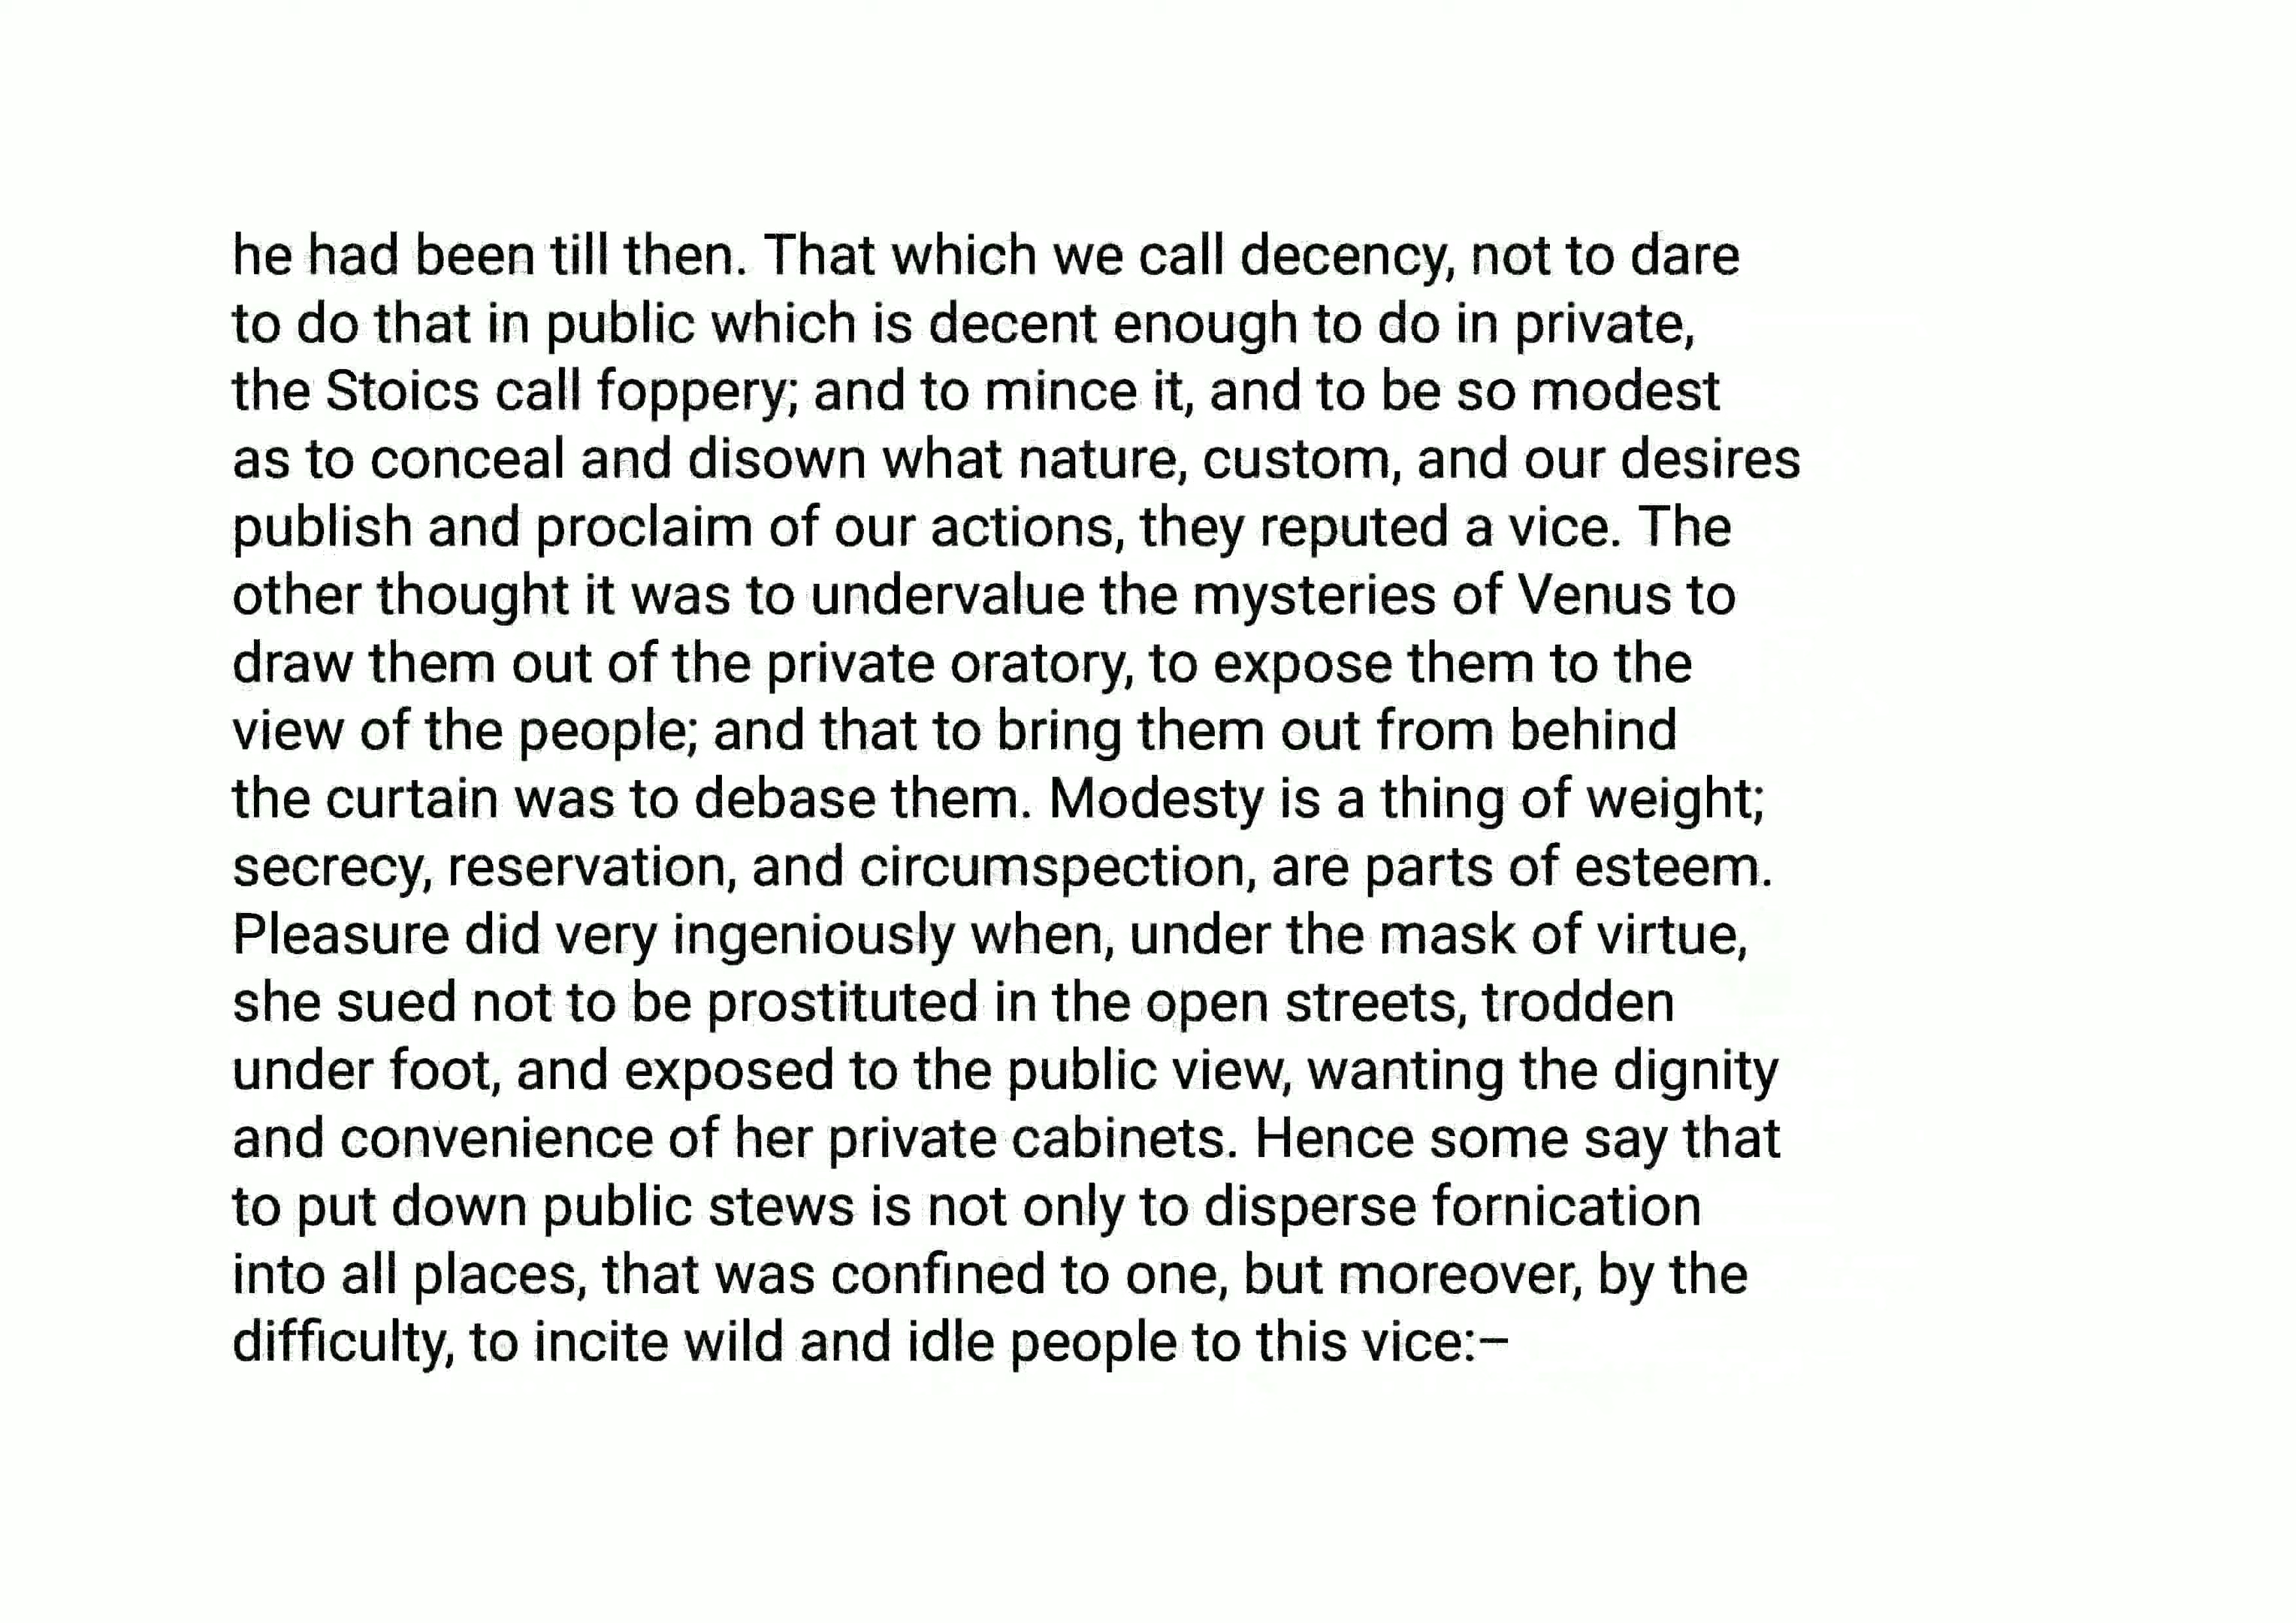 he had been till then. That which we call decency, not to dare
to do that in public which is decent enough to do in private,
the Stoics call foppery; and to mince it, and to be so modest
as to conceal and disown what nature, custom, and our desires
publish and proclaim of our actions, they reputed a vice. The
other thought it was to undervalue the mysteries of Venus to
draw them out of the private oratory, to expose them to the
view of the people; and that to bring them out from behind
the curtain was to debase them. Modesty is a thing of weight;
secrecy, reservation, and circumspection, are parts of esteem.
Pleasure did very ingeniously when, under the mask of virtue,
she sued not to be prostituted in the open streets, trodden
under foot, and exposed to the public view, wanting the dignity
and convenience of her private cabinets. Hence some say that
to put down public stews is not only to disperse fornication
into all places, that was confined to one, but moreover, by the
difficulty, to incite wild and idle people to this vice:–